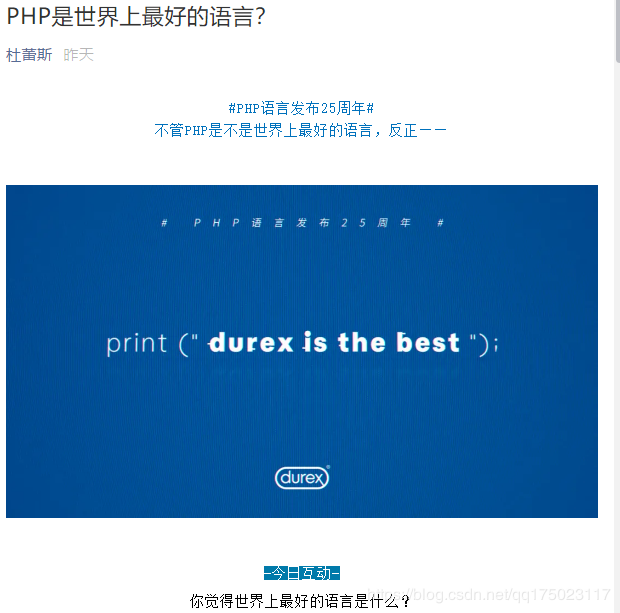 PHP是世界上最好的语言？
杜蕾斯 昨天
#PHP语言发布25周年#
不管PHP是不是世界上最好的语言，反正——
# PHP语言发布25周年 #
print (" durex is the best ");
durex®
—今日互动—
你觉得世界上最好的语言是什么？
https://blog.csdn.net/qq175023117